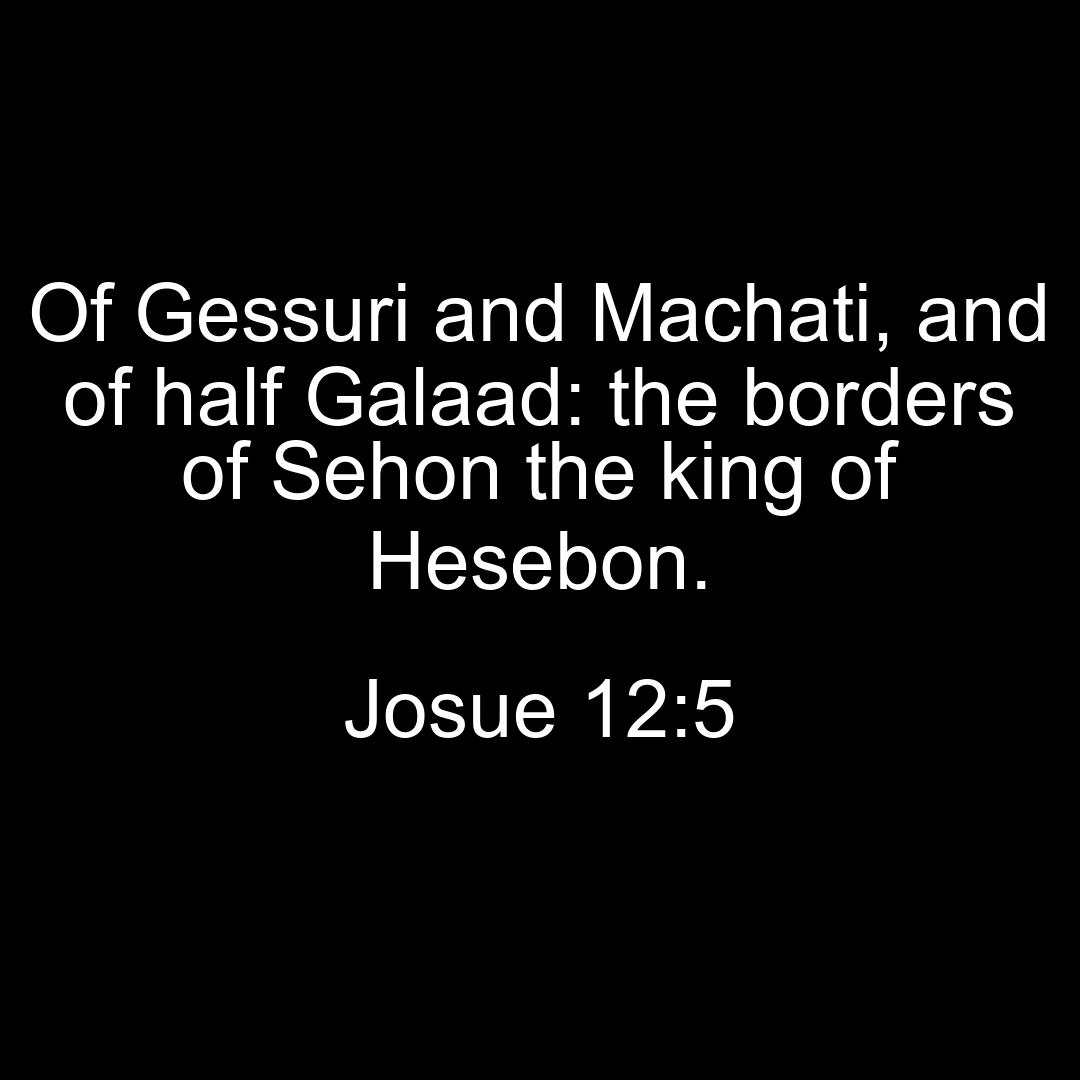 Of Gessuri and Machati, and
of half Galaad: the borders
of Sehon the king of
Hesebon.
Josue 12:5